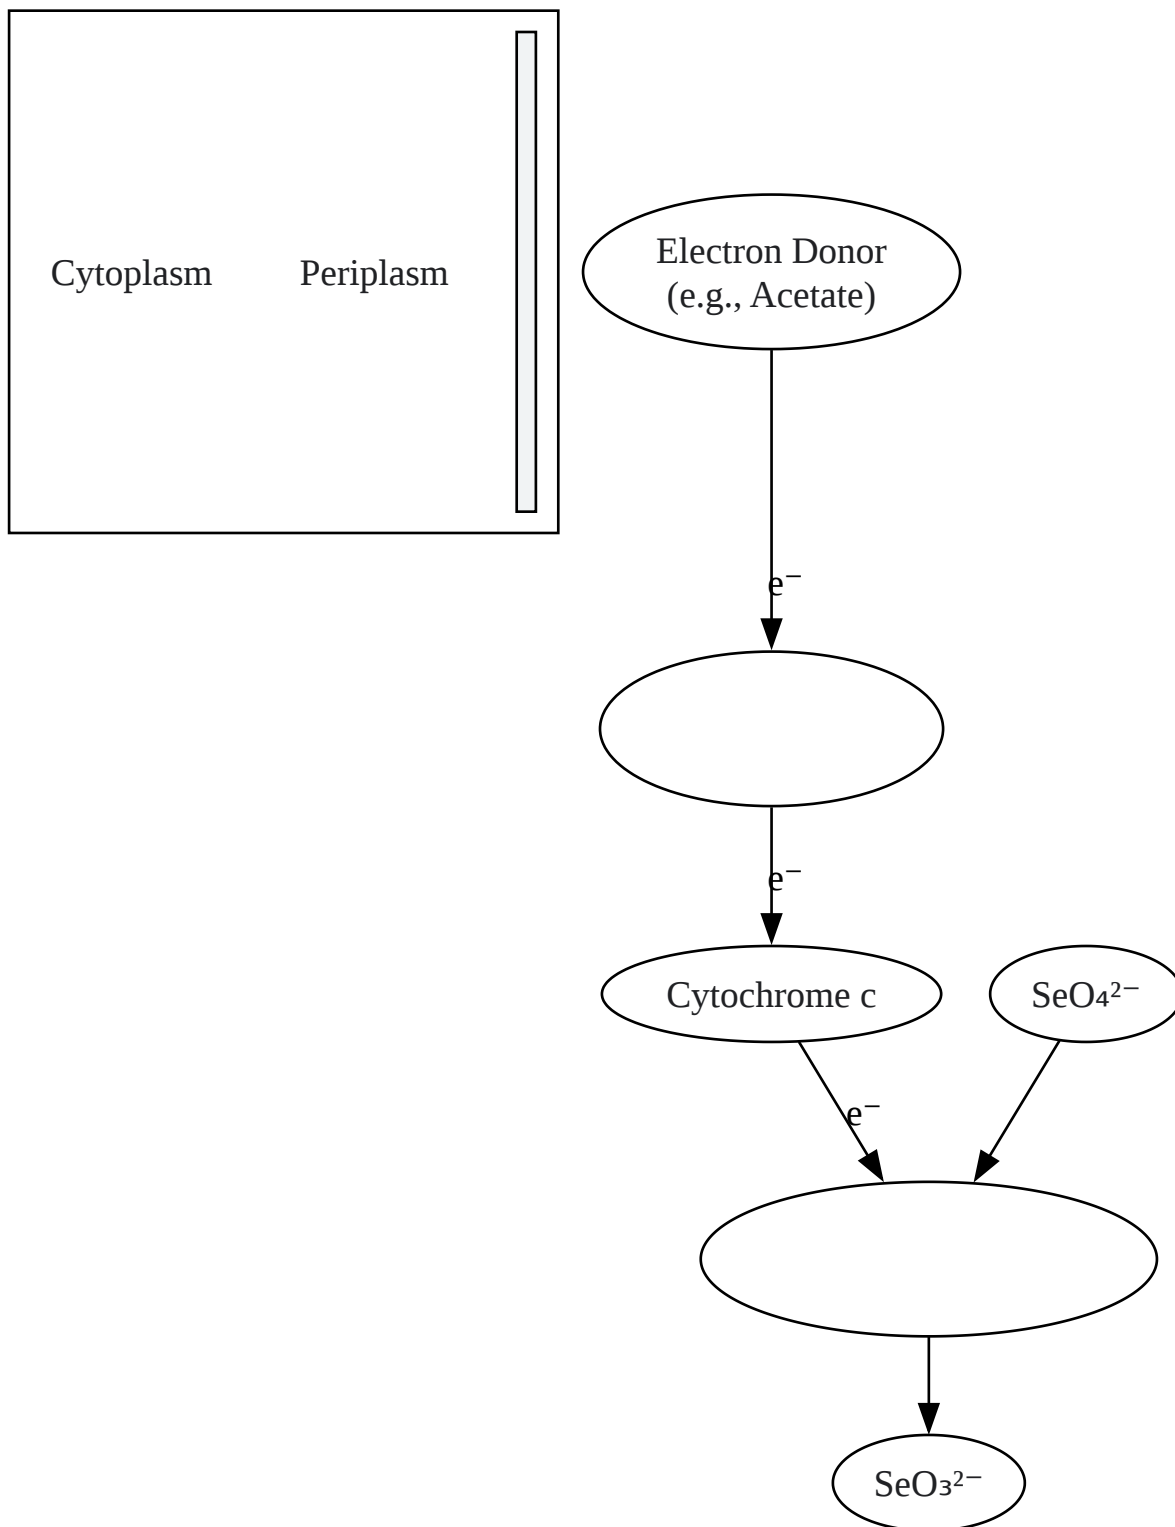 Cytoplasm
Periplasm
Electron Donor
(e.g., Acetate)
e⁻
e⁻
Cytochrome c
SeO₄²⁻
e⁻
SeO₃²⁻